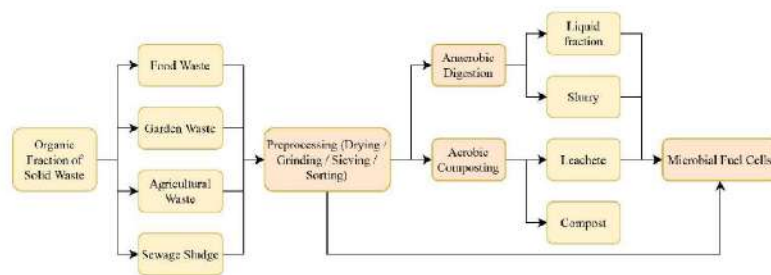 Food Waste
Garden Waste
Organic
Fraction of
Solid Waste
Agricultural
Waste
Sewage Sludge
Preprocessing (Drying /
Grinding / Sieving /
Sorting)
Anaerobic
Digestion
Aerobic
Composting
Liquid
fraction
Slurry
Leachete
Compost
Microbial Fuel Cells